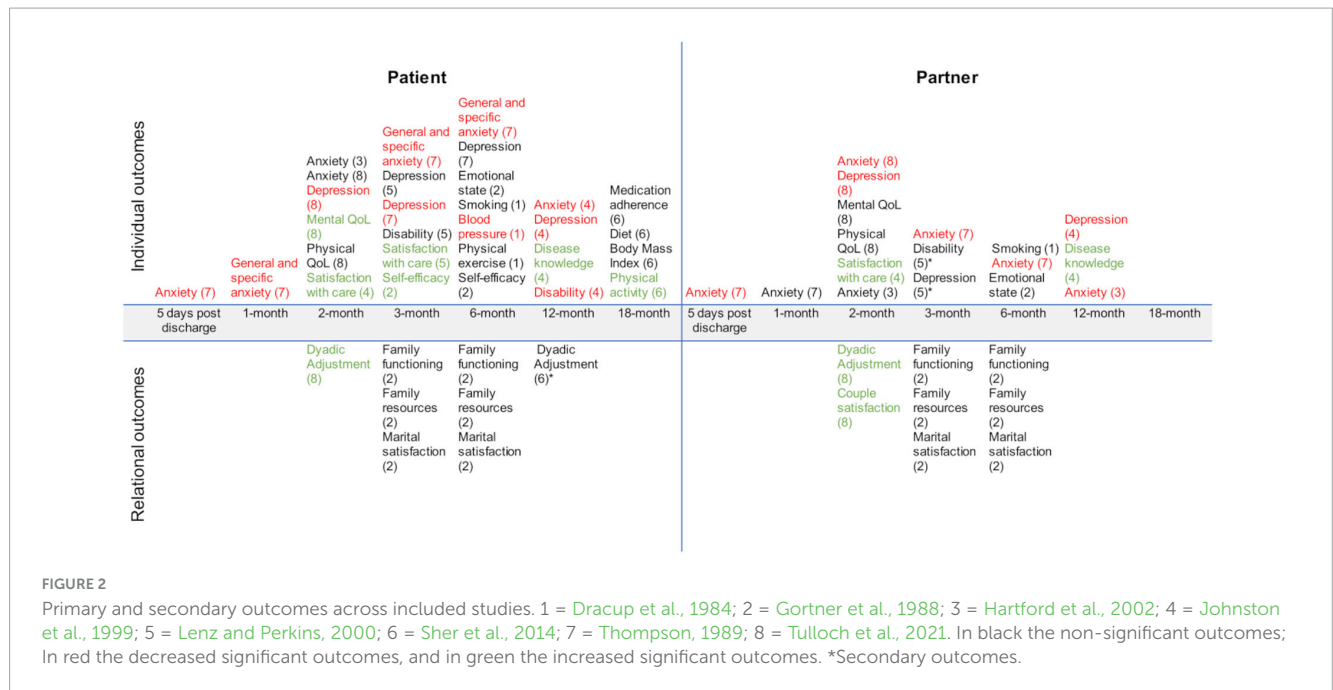 Patient
Partner
Individual outcomes
Anxiety (7)
General and
specific
anxiety (7)
Anxiety (3)
Anxiety (8)
Depression
(8)
Mental QoL
(8)
Physical
QoL (8)
Satisfaction
with care (4)
General and
specific
anxiety (7)
Depression
(5)
Depression
(7)
Disability (5)
Satisfaction
with care (5)
Self-efficacy
(2)
General and
specific
anxiety (7)
Depression
(7)
Emotional
state (2)
Smoking (1)
Blood
pressure (1)
Physical
exercise (1)
Self-efficacy
(2)
Anxiety (4)
Depression
(4)
Disease
knowledge
(4)
Disability (4)
Medication
adherence
(6)
Diet (6)
Body Mass
Index (6)
Physical
activity (6)
Anxiety (7)
Anxiety (7)
Anxiety (8)
Depression
(8)
Mental QoL
(8)
Physical
QoL (8)
Satisfaction
with care (4)
Anxiety (3)
Anxiety (7)
Disability
(5)*
Depression
(5)*
Smoking (1)
Anxiety (7)
Emotional
state (2)
Depression
(4)
Disease
knowledge
(4)
Anxiety (3)
5 days post
discharge
1-month
2-month
3-month
6-month
12-month
18-month
5 days post
discharge
1-month
2-month
3-month
6-month
12-month
18-month
Relational outcomes
Dyadic
Adjustment
(8)
Family
functioning
(2)
Family
resources
(2)
Marital
satisfaction
(2)
Family
functioning
(2)
Family
resources
(2)
Marital
satisfaction
(2)
Dyadic
Adjustment
(6)*
Dyadic
Adjustment
(8)
Couple
satisfaction
(8)
Family
functioning
(2)
Family
resources
(2)
Marital
satisfaction
(2)
Family
functioning
(2)
Family
resources
(2)
Marital
satisfaction
(2)
FIGURE 2
Primary and secondary outcomes across included studies. 1 = Dracup et al., 1984; 2 = Gortner et al., 1988; 3 = Hartford et al., 2002; 4 = Johnston
et al., 1999; 5 = Lenz and Perkins, 2000; 6 = Sher et al., 2014; 7 = Thompson, 1989; 8 = Tulloch et al., 2021. In black the non-significant outcomes;
In red the decreased significant outcomes, and in green the increased significant outcomes. *Secondary outcomes.